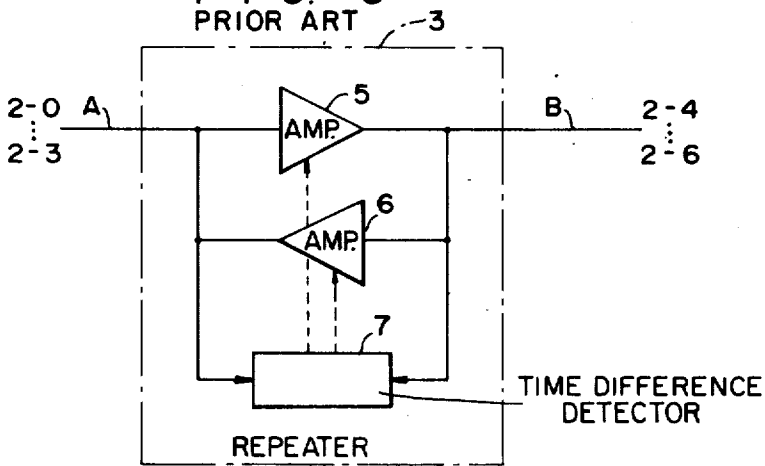 PRIOR ART
3
2-0 A
2-3
5
AMP.
B 2-4
2-6
6
AMP.
7
TIME DIFFERENCE
DETECTOR
REPEATER